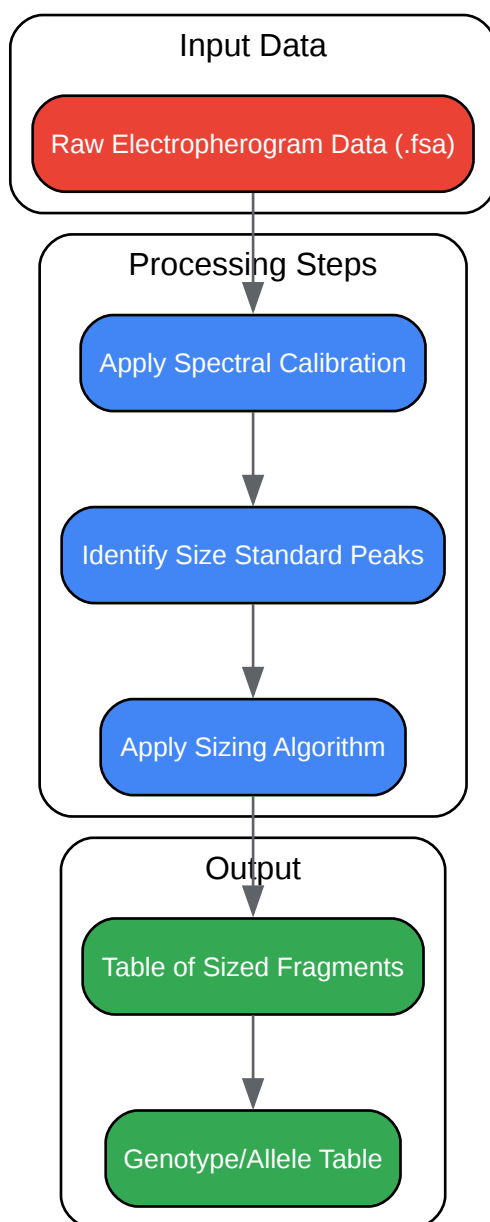 Input Data
Raw Electropherogram Data (.fsa)
Processing Steps
Apply Spectral Calibration
Identify Size Standard Peaks
Apply Sizing Algorithm
Output
Table of Sized Fragments
Genotype/Allele Table